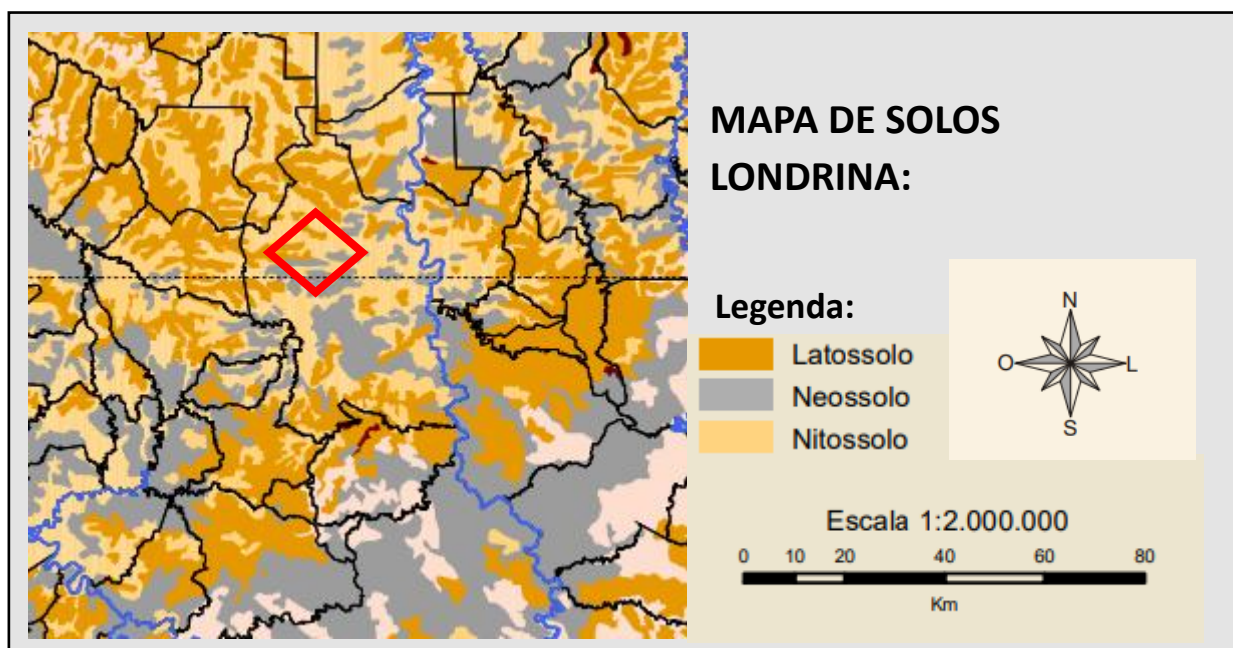 MAPA DE SOLOS
LONDRINA:
Legenda:
Latossolo
Neossolo
Nitossolo
N
O
L
S
Escala 1:2.000.000
0 10 20 40 60 80
Km